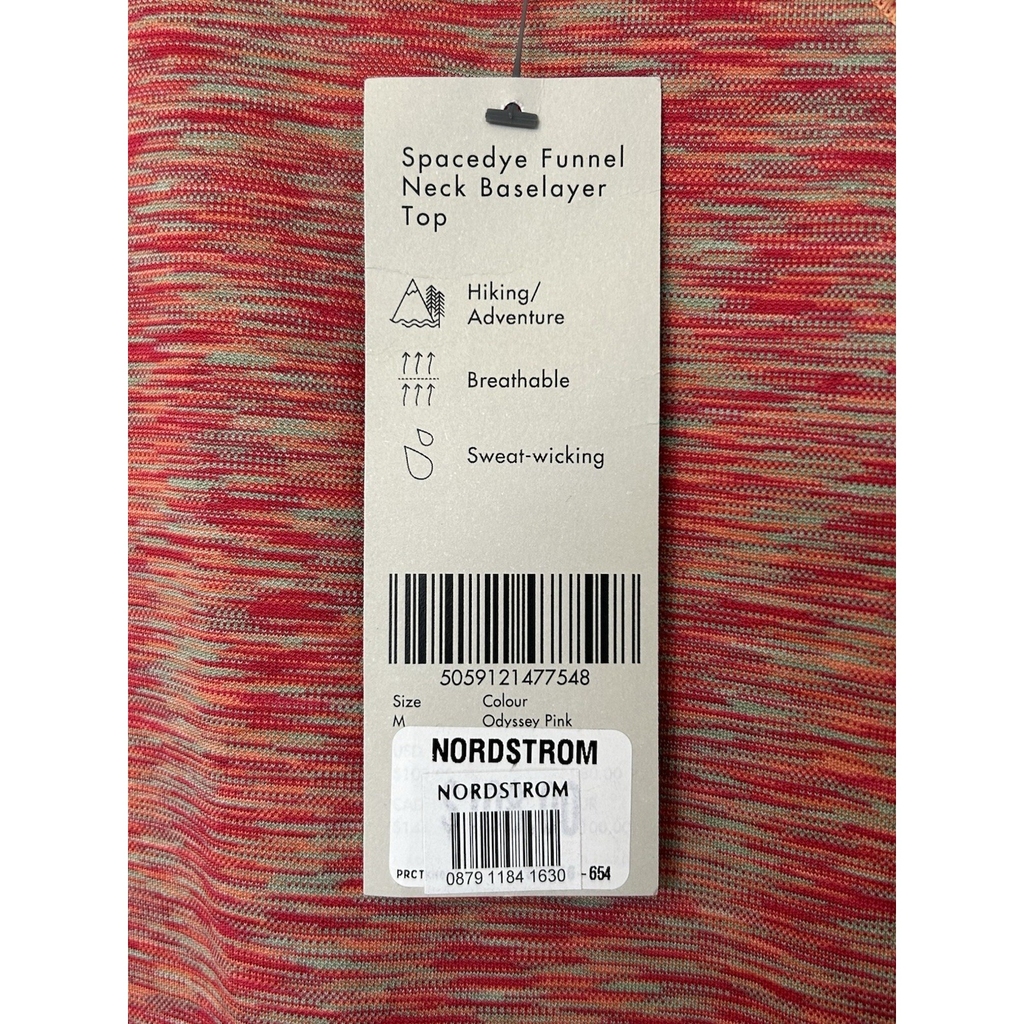 Spacedye Funnel
Neck Baselayer
Top
Hiking/
Adventure
Breathable
Sweat-wicking
5059121477548
Size Colour
M Odyssey Pink
NORDSTROM
NORDSTROM
PRCT
-654
0879 1184 1630